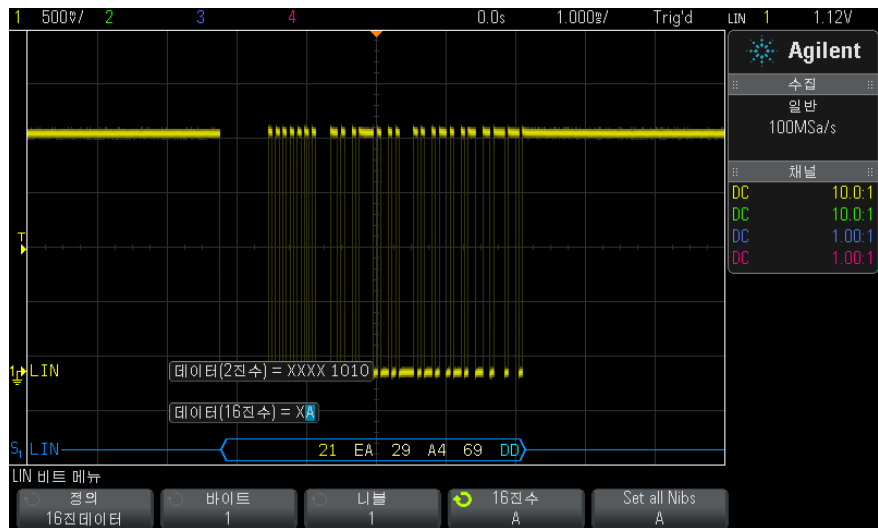 1 500㎷/ 2 3 4 0.0s 1.000㎳/ Trig'd LIN 1 1.12V
Agilent
수집
일반
100MSa/s
채널
DC 10.0:1
DC 10.0:1
DC 1.00:1
DC 1.00:1
T
1 LIN
데이터(2진수) = XXXX 1010
데이터(16진수) = XA
S1 LIN 21 EA 29 A4 69 DD
LIN 비트 메뉴
정의 바이트 니블 16진수 Set all Nibs
16진데이터 1 1 A A